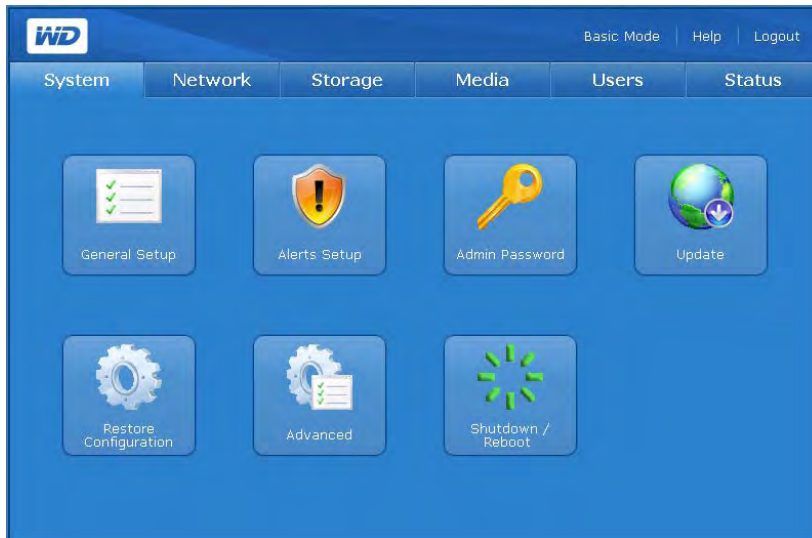 WD
Basic Mode | Help | Logout
System Network Storage Media Users Status
General Setup Alerts Setup Admin Password Update
Restore
Configuration
Advanced
Shutdown /
Reboot